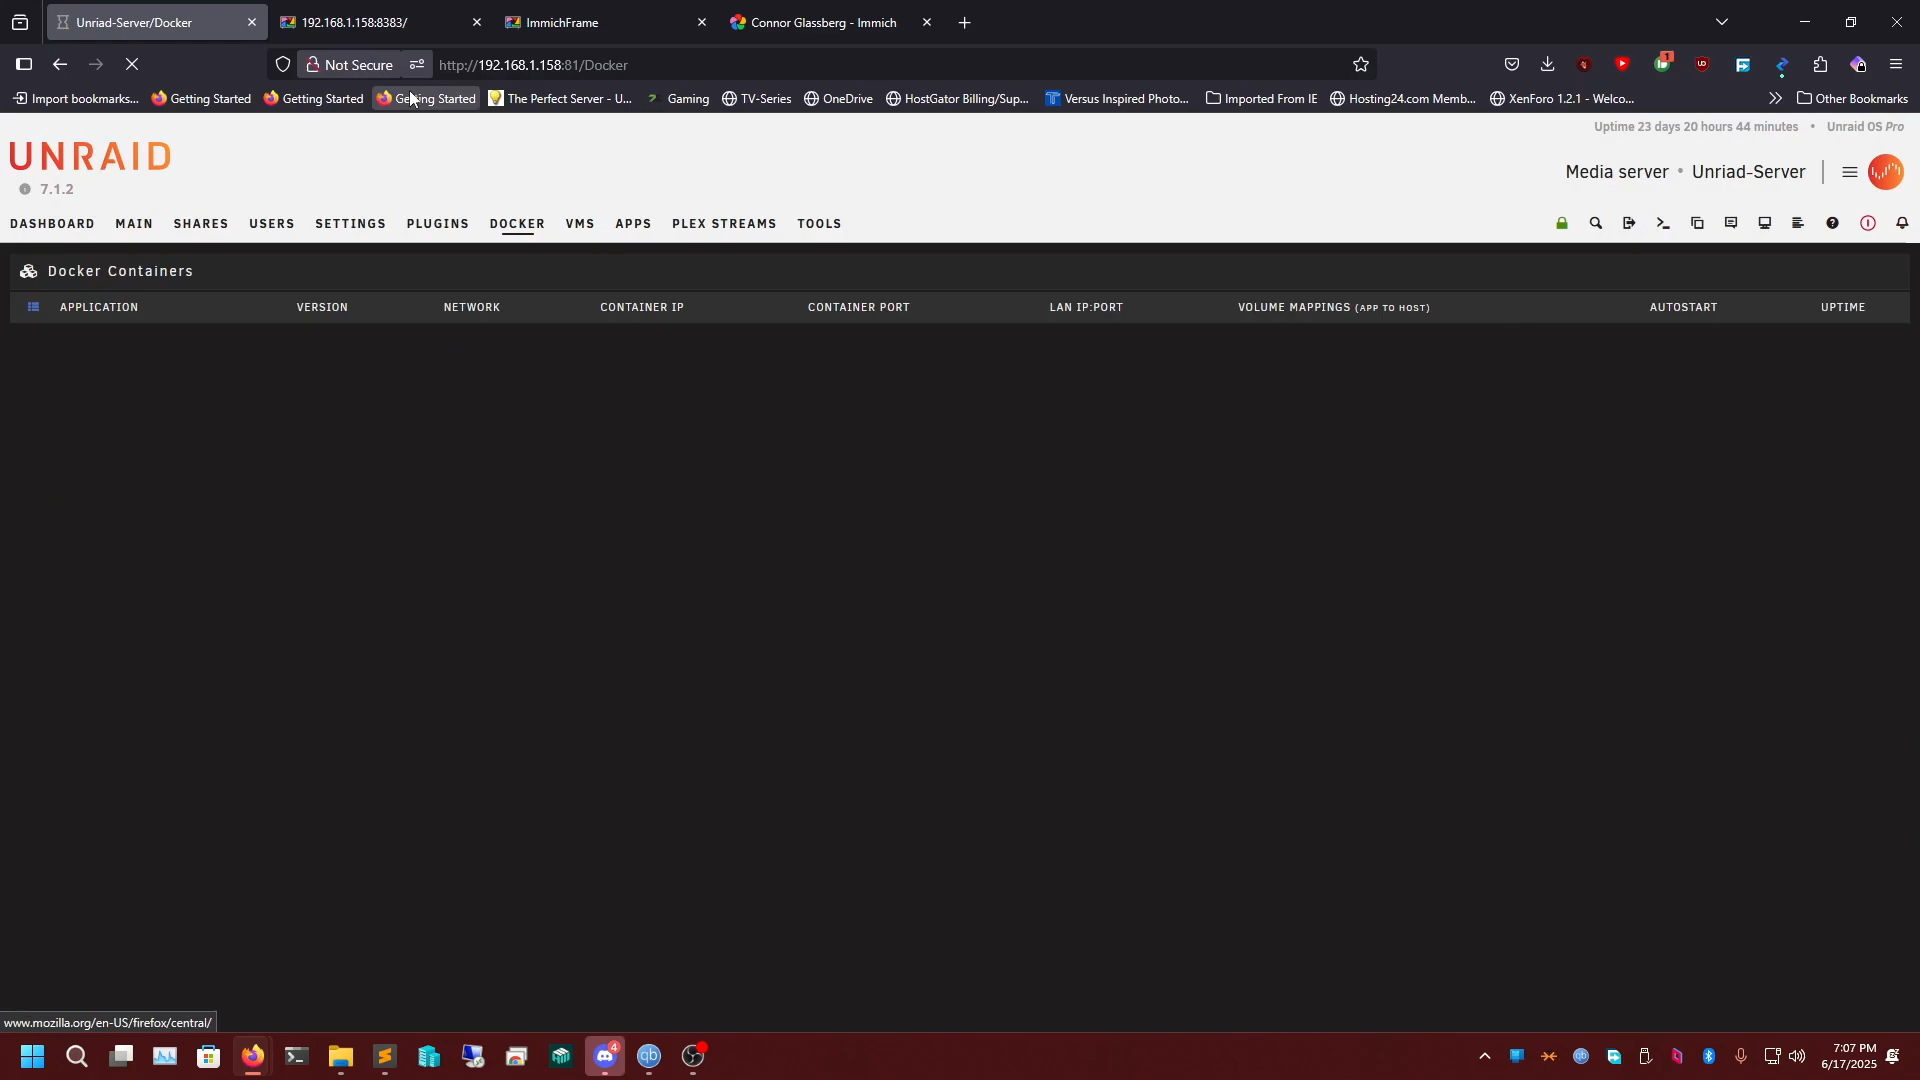 Unriad-Server/Docker
192.168.1.158:8383/
ImmichFrame
Connor Glassberg - Immich
Not Secure
http://192.168.1.158:81/Docker
1
UD
Import bookmarks...
Getting Started
Getting Started
Getting Started
The Perfect Server - U...
Gaming
TV-Series
OneDrive
HostGator Billing/Sup...
Versus Inspired Photo...
Imported From IE
Hosting24.com Memb...
XenForo 1.2.1 - Welco...
Other Bookmarks
Uptime 23 days 20 hours 44 minutes • Unraid OS Pro
UNRAID
7.1.2
Media server • Unriad-Server
DASHBOARD
MAIN
SHARES
USERS
SETTINGS
PLUGINS
DOCKER
VMS
APPS
PLEX STREAMS
TOOLS
Docker Containers
APPLICATION
VERSION
NETWORK
CONTAINER IP
CONTAINER PORT
LAN IP:PORT
VOLUME MAPPINGS (APP TO HOST)
AUTOSTART
UPTIME
www.mozilla.org/en-US/firefox/central/
4
qb
7:07 PM
6/17/2025